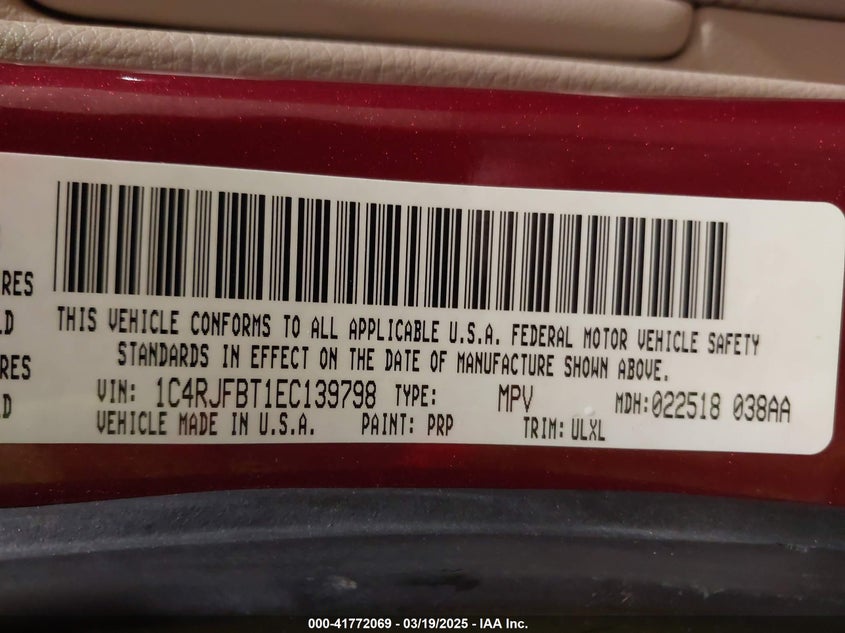 RES
LD
RES
D
THIS VEHICLE CONFORMS TO ALL APPLICABLE U.S.A. FEDERAL MOTOR VEHICLE SAFETY
STANDARDS IN EFFECT ON THE DATE OF MANUFACTURE SHOWN ABOVE.
VIN: 1C4RJFBT1EC139798 TYPE: MPV MDH:022518 038AA
VEHICLE MADE IN U.S.A. PAINT: PRP TRIM: ULXL
000-41772069 - 03/19/2025 - IAA Inc.